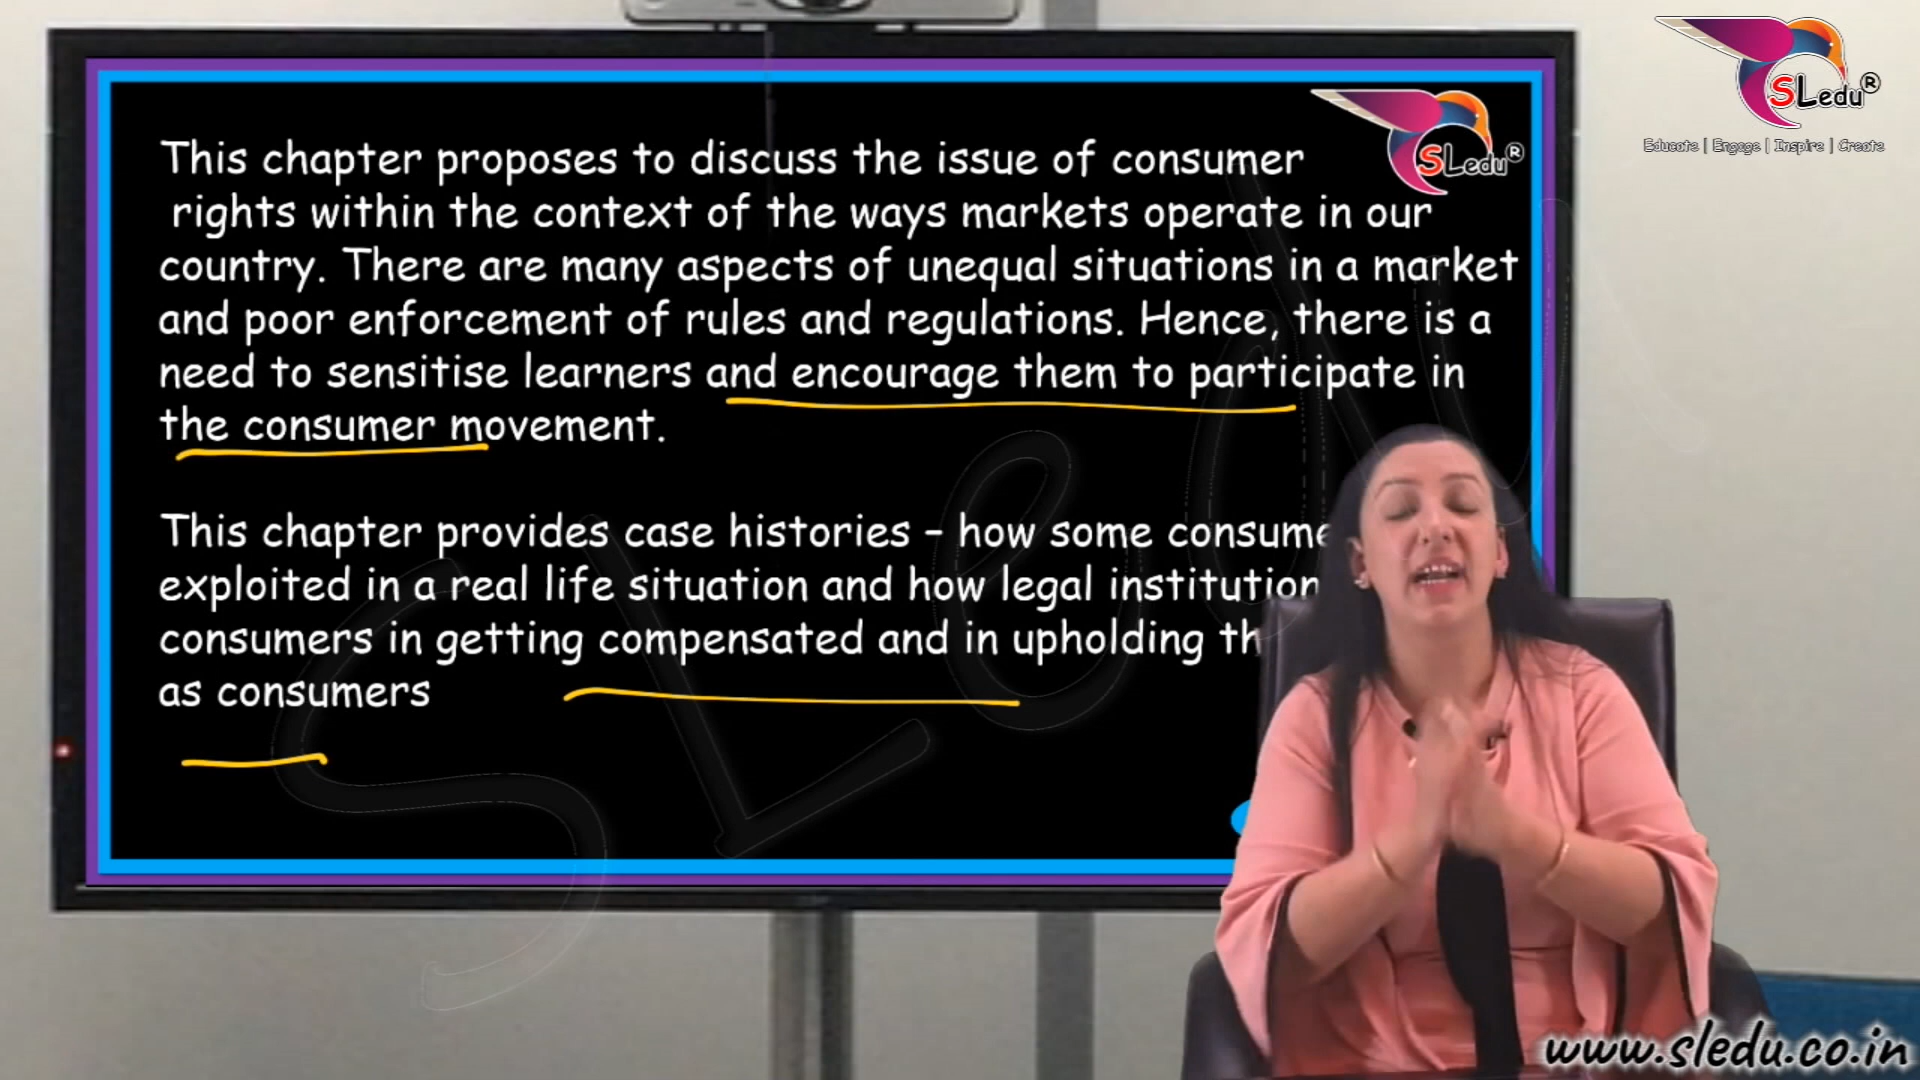 This chapter proposes to discuss the issue of consumer
rights within the context of the ways markets operate in our
country. There are many aspects of unequal situations in a market
and poor enforcement of rules and regulations. Hence, there is a
need to sensitise learners and encourage them to participate in
the consumer movement.
This chapter provides case histories – how some
exploited in a real life situation and how legal
consumers in getting compensated and in upholding
as consumers
SLedu®
SLedu®
Educate | Engage | Inspire | Create
SLedu
www.sledu.co.in